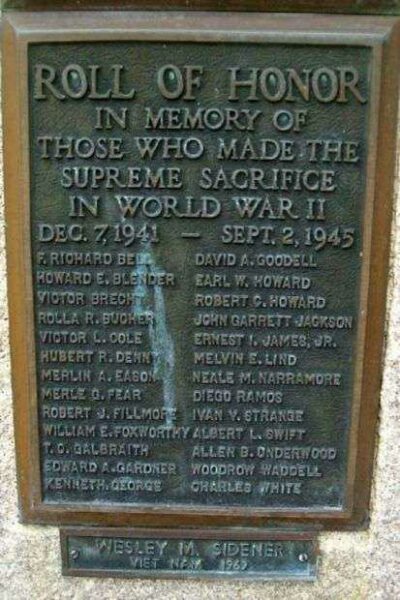 ROLL OF HONOR
IN MEMORY OF
THOSE WHO MADE THE
SUPREME SACRIFICE
IN WORLD WAR II
DEC. 7, 1941 — SEPT. 2, 1945
F. RICHARD BELL DAVID A. GOODELL
HOWARD E. BLENDER EARL W. HOWARD
VICTOR BRECHT ROBERT C. HOWARD
ROLLA R. BUCHER JOHN GARRETT JACKSON
VICTOR L. COLE ERNEST I. JAMES, JR.
HUBERT R. DENNY MELVIN E. LIND
MERLIN A. EASON NEALE M. NARRAMORE
MERLE G. FEAR DIEGO RAMOS
ROBERT J. FILLMORE IVAN V. STRANGE
WILLIAM E. FOXWORTHY ALBERT L. SWIFT
T. C. GALBRAITH ALLEN B. UNDERWOOD
EDWARD A. GARDNER WOODROW WADDELL
KENNETH GEORGE CHARLES WHITE
WESLEY M. SIDENER
VIET NAM 1967